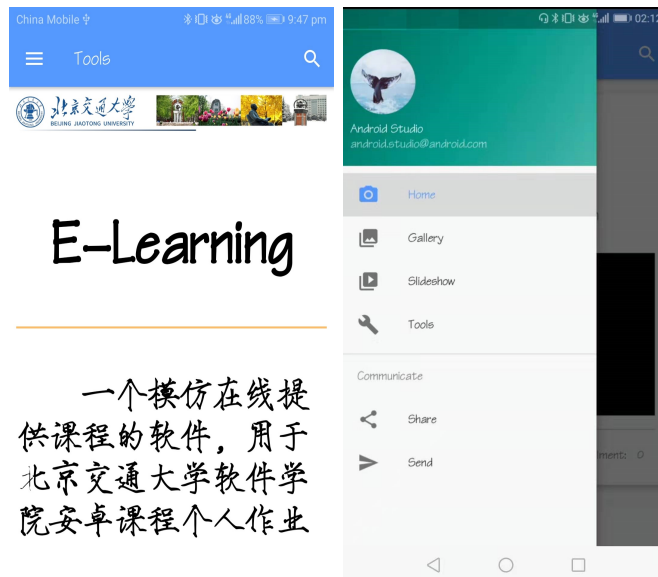 China Mobile
88%
9:47 pm
Tools
北京交通大學
BEIJING JIAOTONG UNIVERSITY
E-Learning
一个模仿在线提
供课程的软件，用于
北京交通大学软件学
院安卓课程个人作业
02:12
Android Studio
android.studio@android.com
Home
Gallery
Slideshow
Tools
Communicate
Share
Send
0